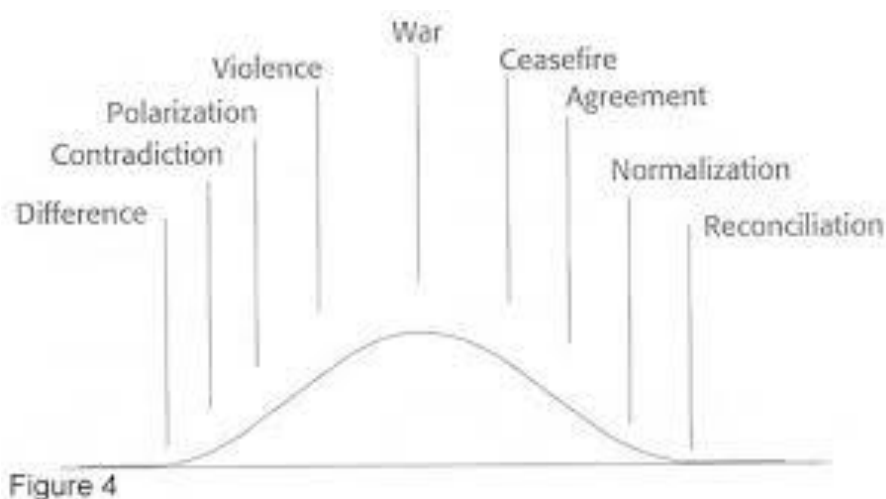 War
Violence
Ceasefire
Polarization
Agreement
Contradiction
Normalization
Difference
Reconciliation
Figure 4